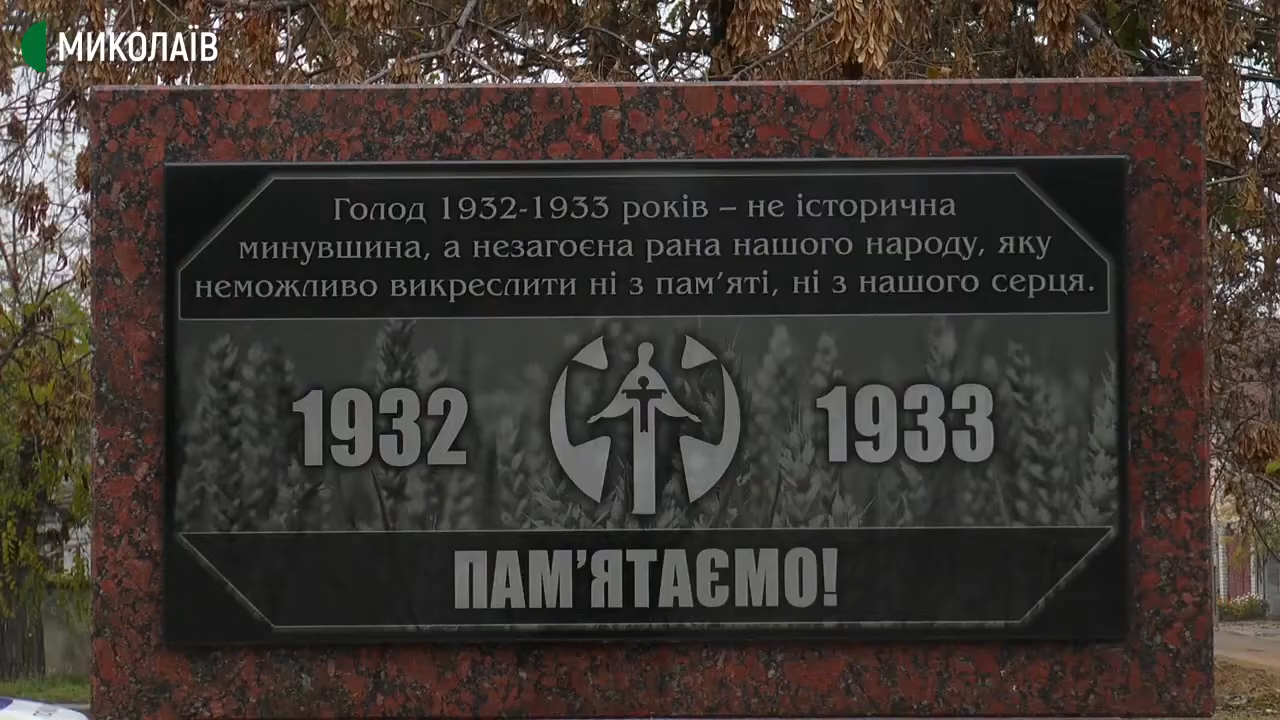 МИКОЛАЇВ
Голод 1932-1933 років – не історична
минувшина, а незагоєна рана нашого народу, яку
неможливо викреслити ні з пам’яті, ні з нашого серця.
1932 1933
ПАМ’ЯТАЄМО!